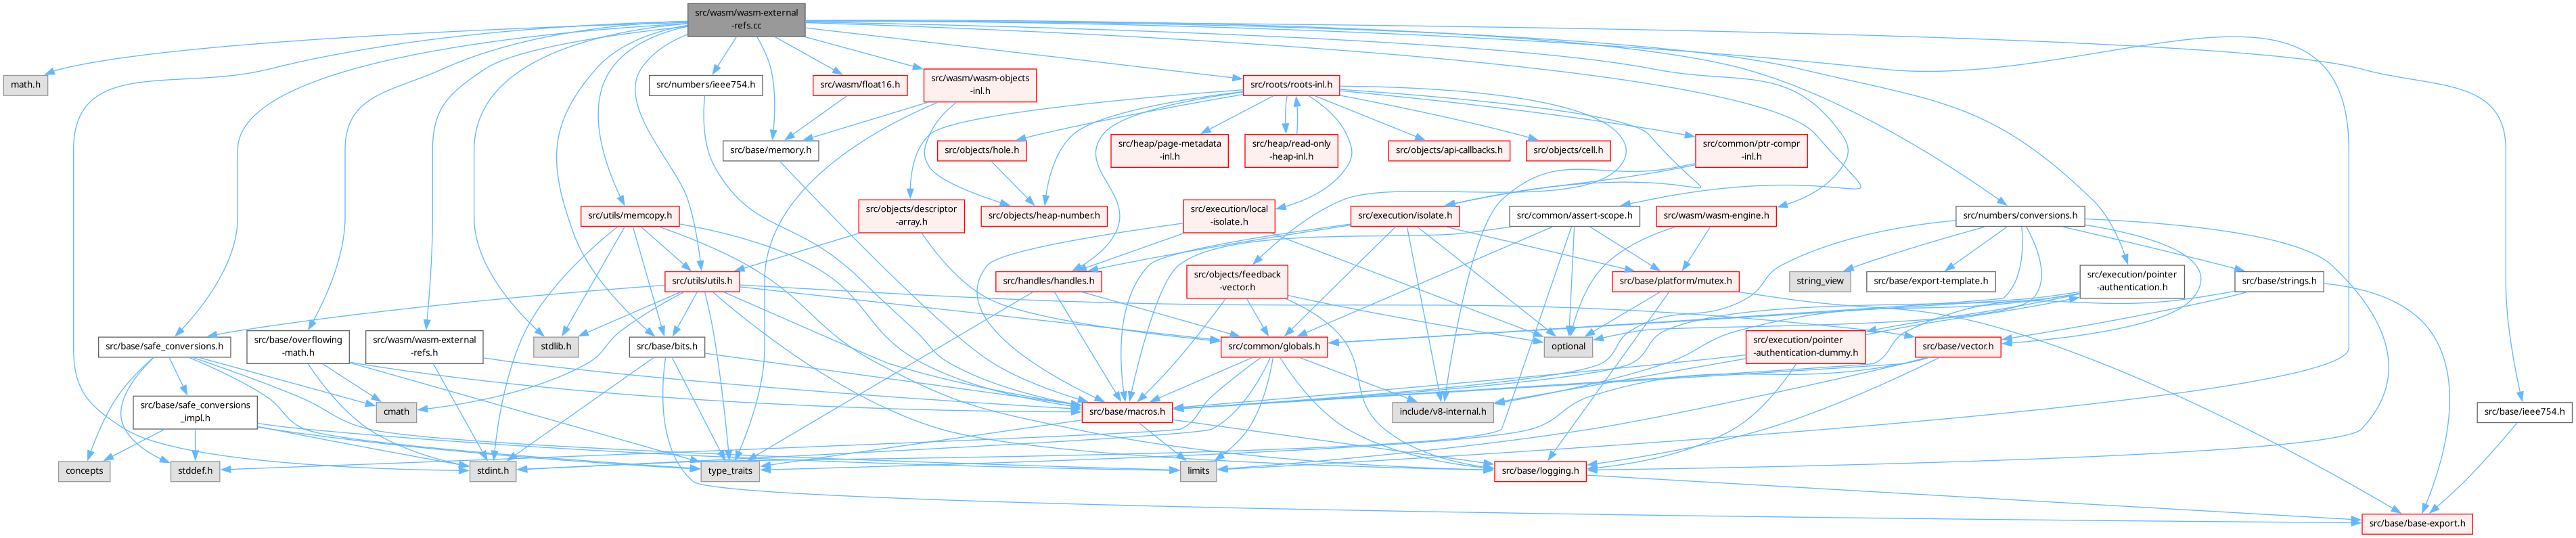 src/wasm/wasm-external
-refs.cc
math.h
src/numbers/ieee754.h
src/wasm/float16.h
src/wasm/wasm-objects
-inl.h
src/roots/roots-inl.h
src/base/memory.h
src/objects/hole.h
src/heap/page-metadata
-inl.h
src/heap/read-only
-heap-inl.h
src/objects/api-callbacks.h
src/objects/cell.h
src/common/ptr-compr
-inl.h
src/utils/memcopy.h
src/objects/descriptor
-array.h
src/objects/heap-number.h
src/execution/local
-isolate.h
src/execution/isolate.h
src/common/assert-scope.h
src/wasm/wasm-engine.h
src/numbers/conversions.h
src/utils/utils.h
src/handles/handles.h
src/objects/feedback
-vector.h
src/base/platform/mutex.h
string_view
src/base/export-template.h
src/execution/pointer
-authentication.h
src/base/strings.h
src/base/safe_conversions.h
src/base/overflowing
-math.h
src/wasm/wasm-external
-refs.h
stdlib.h
src/base/bits.h
src/common/globals.h
optional
src/execution/pointer
-authentication-dummy.h
src/base/vector.h
src/base/safe_conversions
_impl.h
cmath
src/base/macros.h
include/v8-internal.h
src/base/ieee754.h
concepts
stddef.h
stdint.h
type_traits
limits
src/base/logging.h
src/base/base-export.h